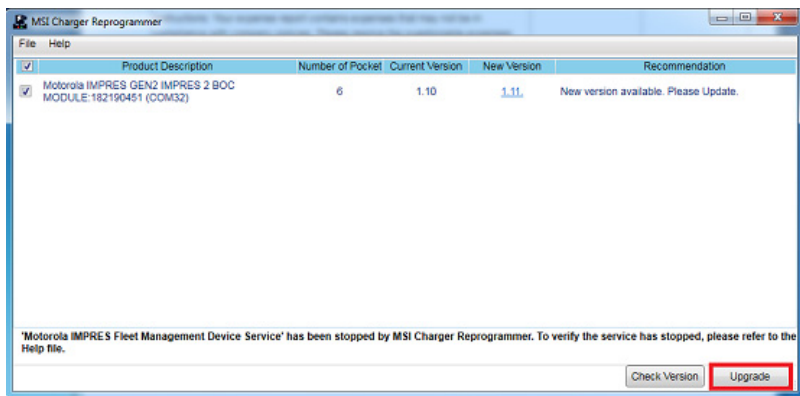 MSI Charger Reprogrammer
File Help
Product Description Number of Pocket Current Version New Version Recommendation
Motorola IMPRES GEN2 IMPRES 2 BOC
MODULE:182190451 (COM32) 6 1.10 1.11. New version available. Please Update.
'Motorola IMPRES Fleet Management Device Service' has been stopped by MSI Charger Reprogrammer. To verify the service has stopped, please refer to the
Help file.
Check Version Upgrade